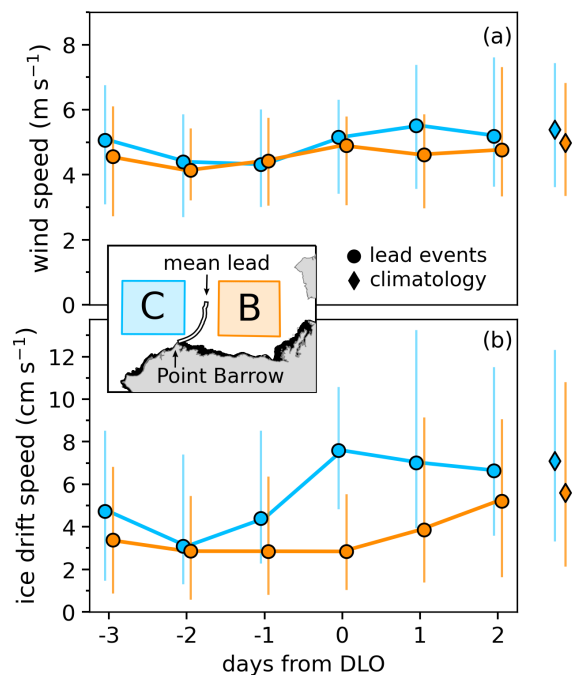 (a)
wind speed (m s⁻¹)
8
6
4
2
0
lead events
climatology
mean lead
C
B
Point Barrow
(b)
ice drift speed (cm s⁻¹)
12
10
8
6
4
2
0
-3 -2 -1 0 1 2
days from DLO